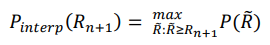 P_interp(R_{n+1}) = max_{R̃:R̃≥R_{n+1}} P(R̃)